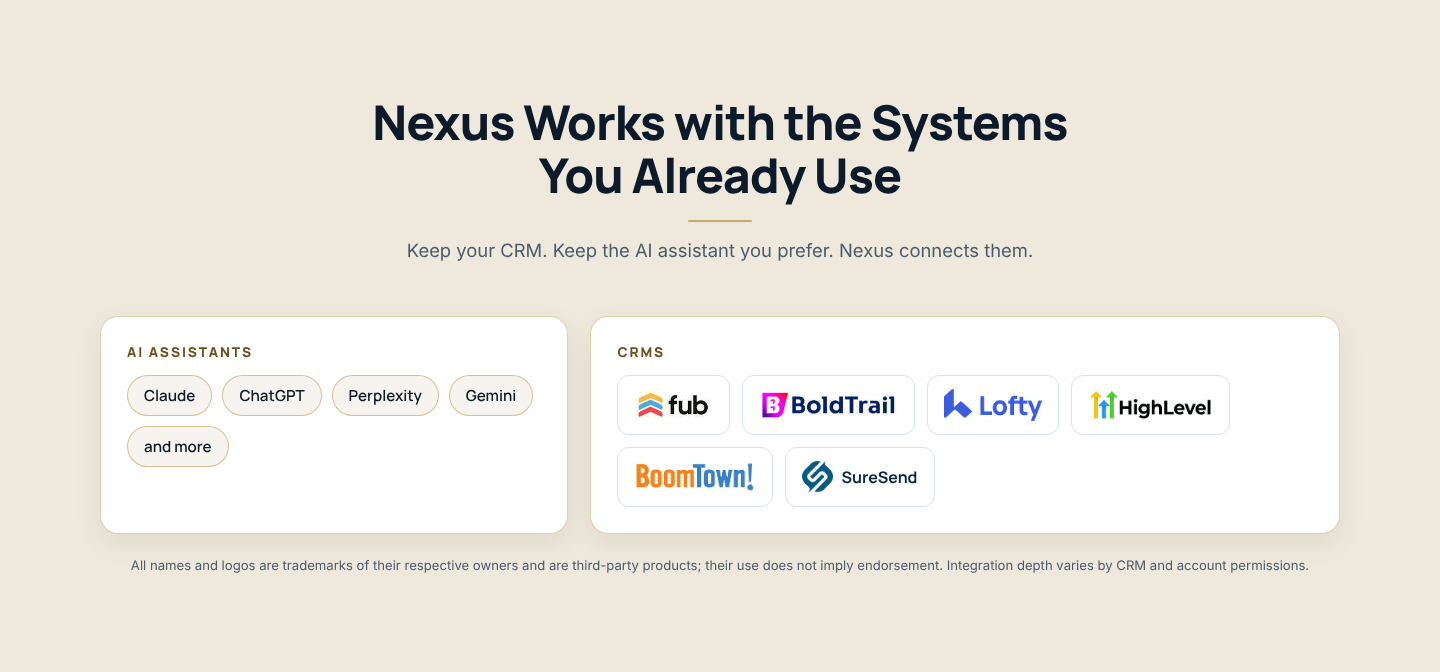 Nexus Works with the Systems
You Already Use
Keep your CRM. Keep the AI assistant you prefer. Nexus connects them.
AI ASSISTANTS
Claude
ChatGPT
Perplexity
Gemini
and more
CRMS
fub
BoldTrail
Lofty
HighLevel
BoomTown!
SureSend
All names and logos are trademarks of their respective owners and are third-party products; their use does not imply endorsement. Integration depth varies by CRM and account permissions.